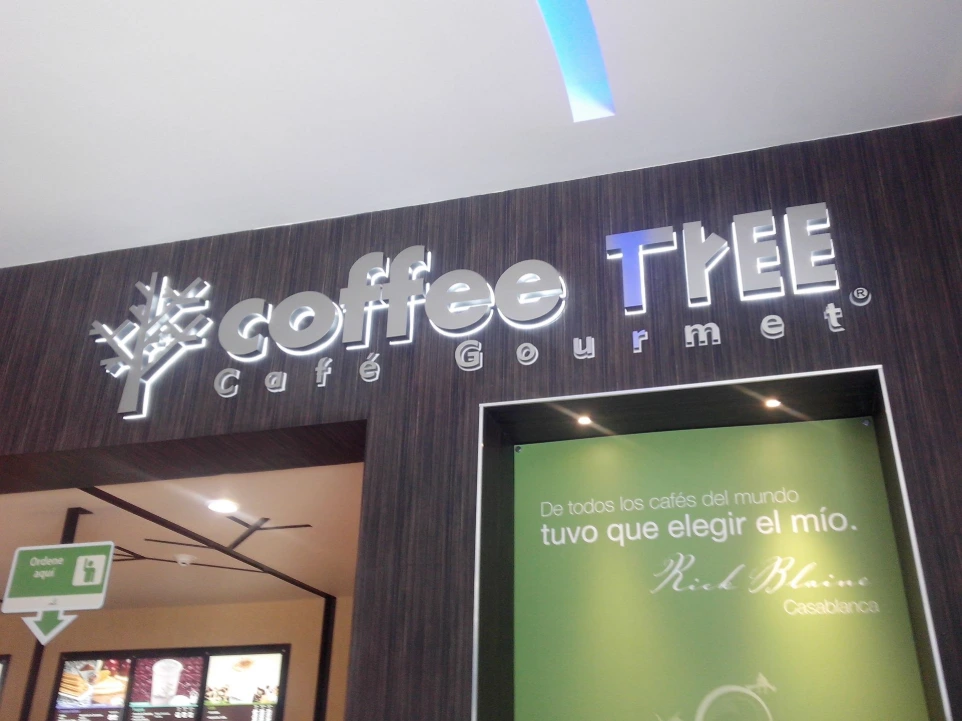 coffee TrEE
Café Gourmet®
De todos los cafés del mundo
tuvo que elegir el mío.
Rick Blaine
Casablanca
Ordene
aquí